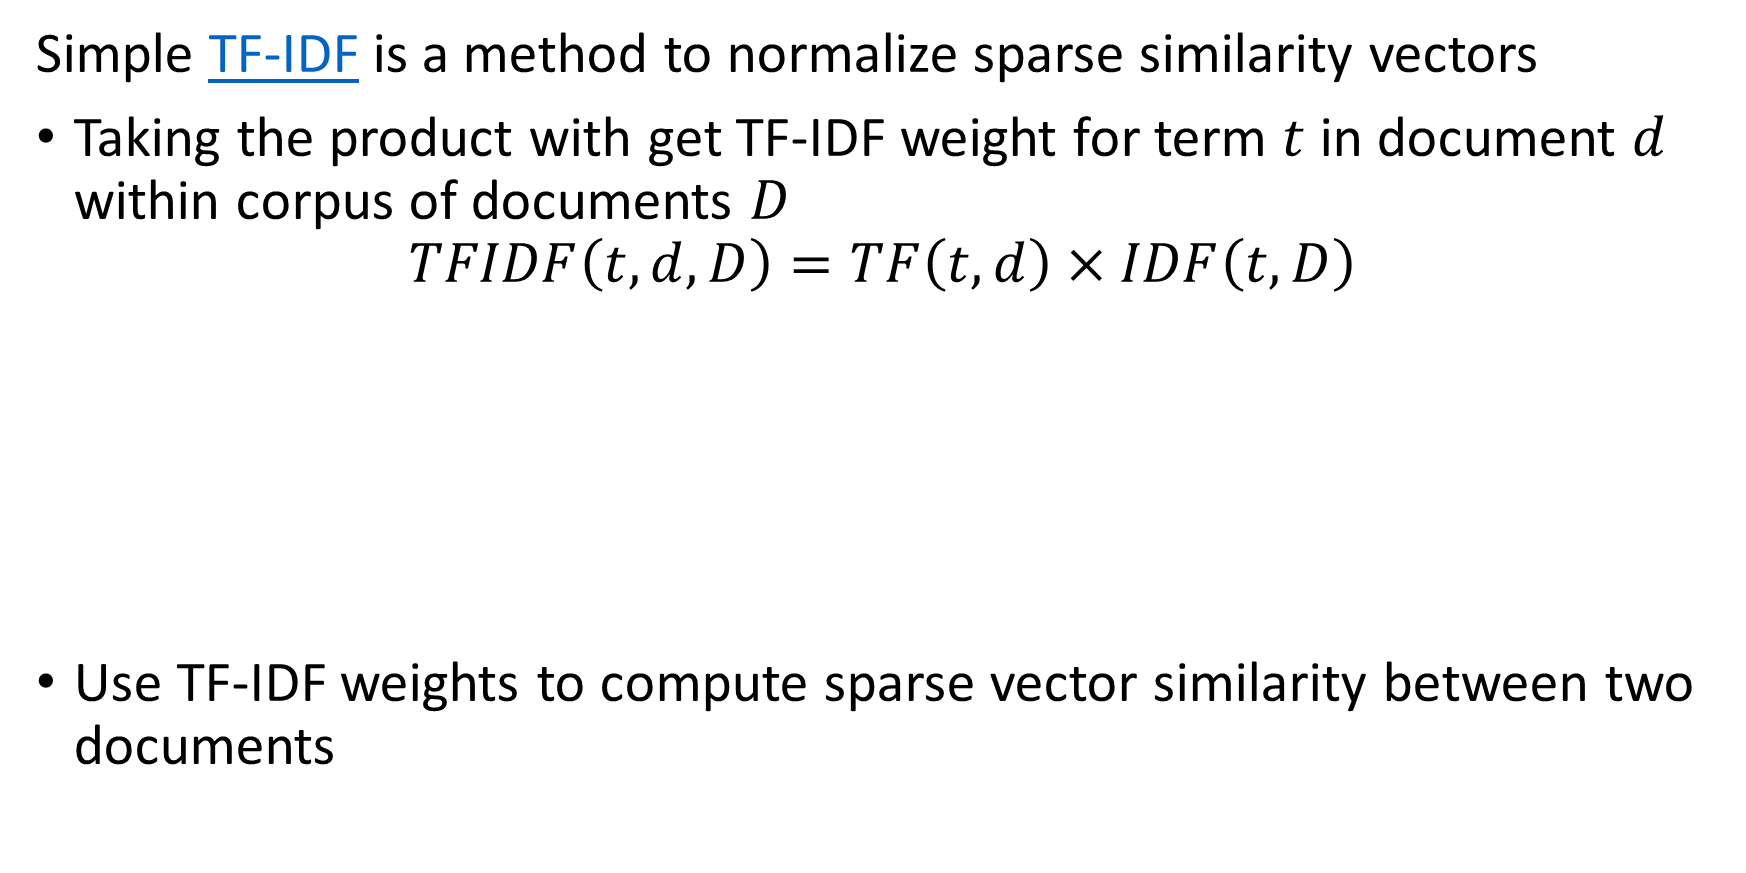 Simple TF-IDF is a method to normalize sparse similarity vectors
• Taking the product with get TF-IDF weight for term t in document d
within corpus of documents D
TFIDF(t, d, D) = TF(t, d) × IDF(t, D)
• Use TF-IDF weights to compute sparse vector similarity between two
documents